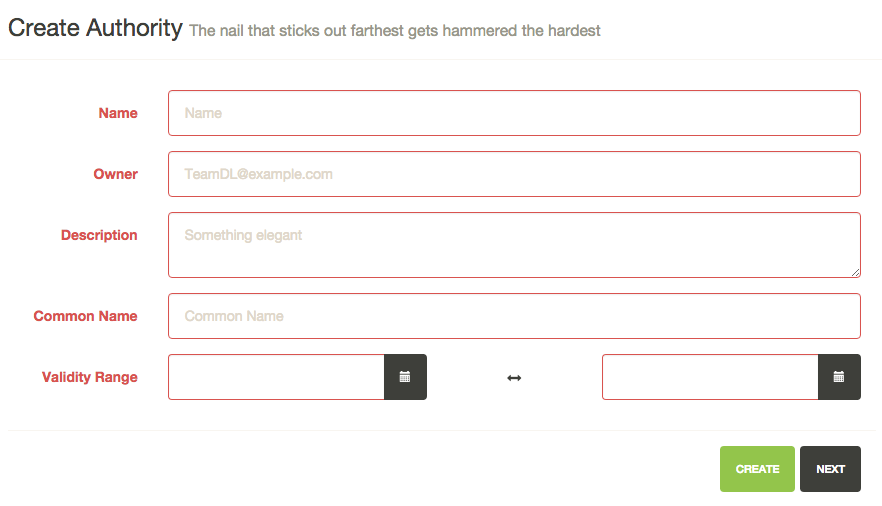 Create Authority The nail that sticks out farthest gets hammered the hardest
Name Name
Owner TeamDL@example.com
Description Something elegant
Common Name Common Name
Validity Range
CREATE NEXT